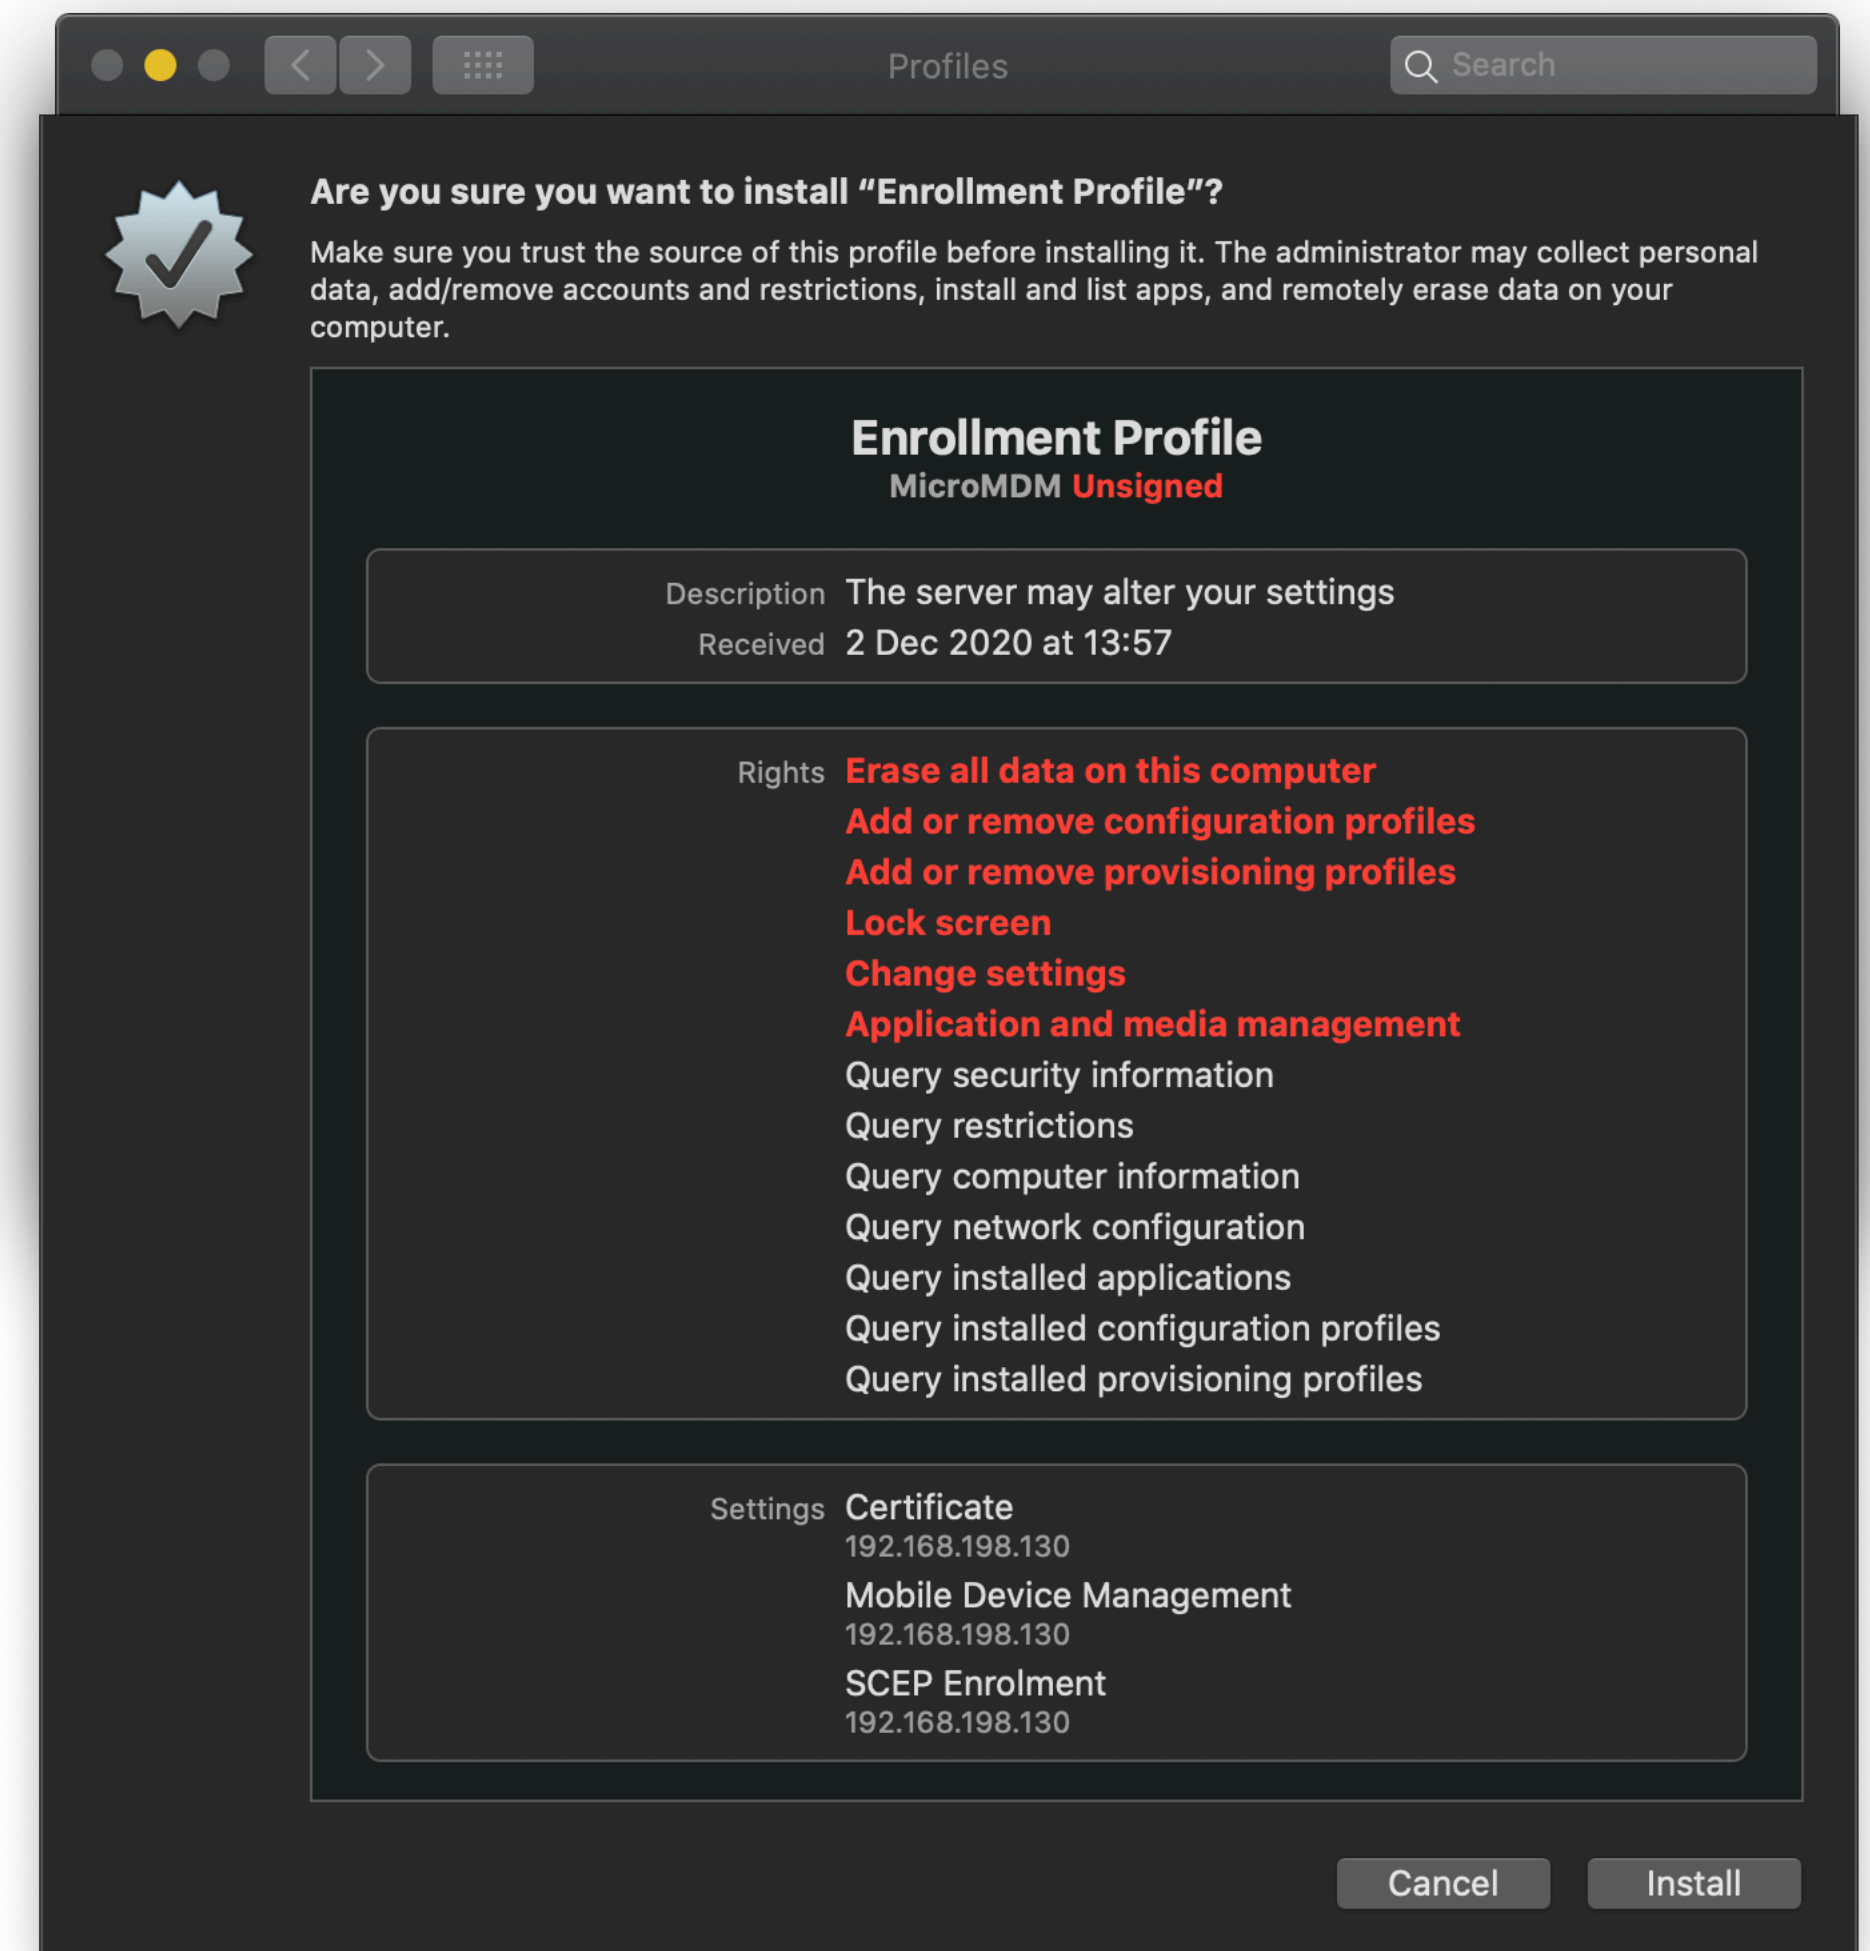 Profiles
Search
Are you sure you want to install “Enrollment Profile”?
Make sure you trust the source of this profile before installing it. The administrator may collect personal
data, add/remove accounts and restrictions, install and list apps, and remotely erase data on your
computer.
Enrollment Profile
MicroMDM Unsigned
Description The server may alter your settings
Received 2 Dec 2020 at 13:57
Rights Erase all data on this computer
Add or remove configuration profiles
Add or remove provisioning profiles
Lock screen
Change settings
Application and media management
Query security information
Query restrictions
Query computer information
Query network configuration
Query installed applications
Query installed configuration profiles
Query installed provisioning profiles
Settings Certificate
192.168.198.130
Mobile Device Management
192.168.198.130
SCEP Enrolment
192.168.198.130
Cancel Install